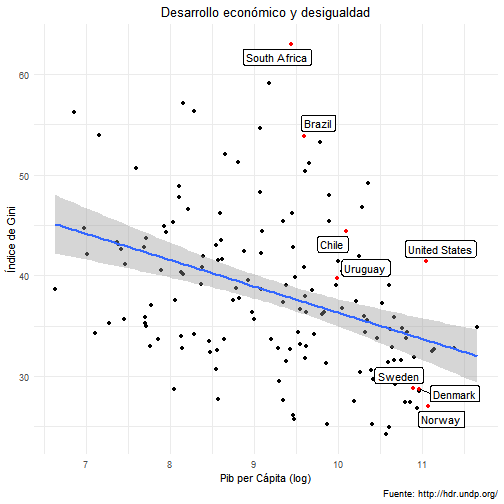 Desarrollo económico y desigualdad
South Africa
Brazil
Chile
United States
Uruguay
Sweden
Denmark
Norway
Índice de Gini
60
50
40
30
7 8 9 10 11
Pib per Cápita (log)
Fuente: http://hdr.undp.org/